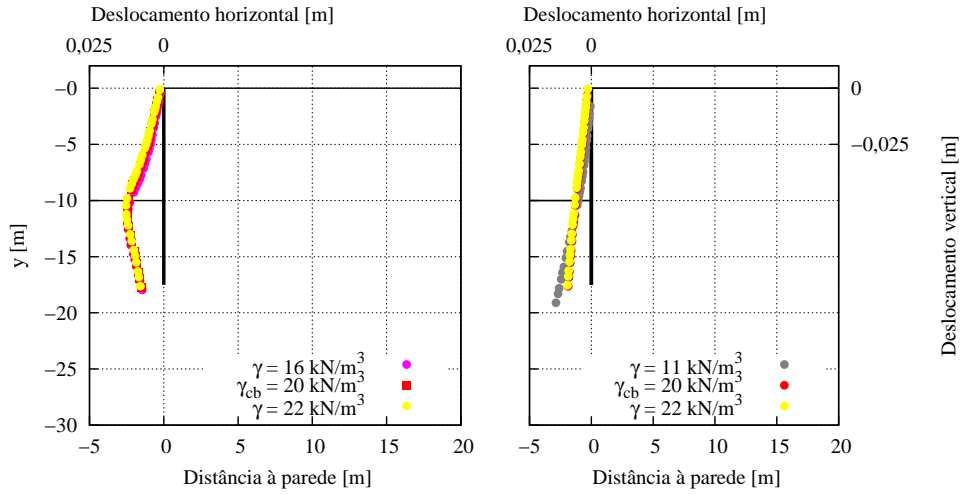 Deslocamento horizontal [m]
0,025 0
−0
−5
−10
−15
−20
−25
−30
y [m]
γ = 16 kN/m³
γcb = 20 kN/m³
γ = 22 kN/m³
−5 0 5 10 15 20
Distância à parede [m]
Deslocamento horizontal [m]
0,025 0
0
−0,025
Deslocamento vertical [m]
γ = 11 kN/m³
γcb = 20 kN/m³
γ = 22 kN/m³
−5 0 5 10 15 20
Distância à parede [m]